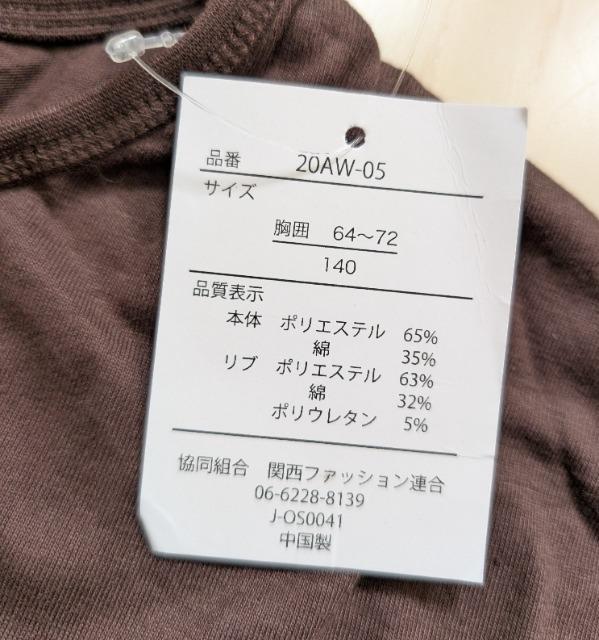 品番 20AW-05
サイズ
胸囲 64～72
140
品質表示
本体 ポリエステル 65%
綿 35%
リブ ポリエステル 63%
綿 32%
ポリウレタン 5%
協同組合 関西ファッション連合
06-6228-8139
J-OS0041
中国製